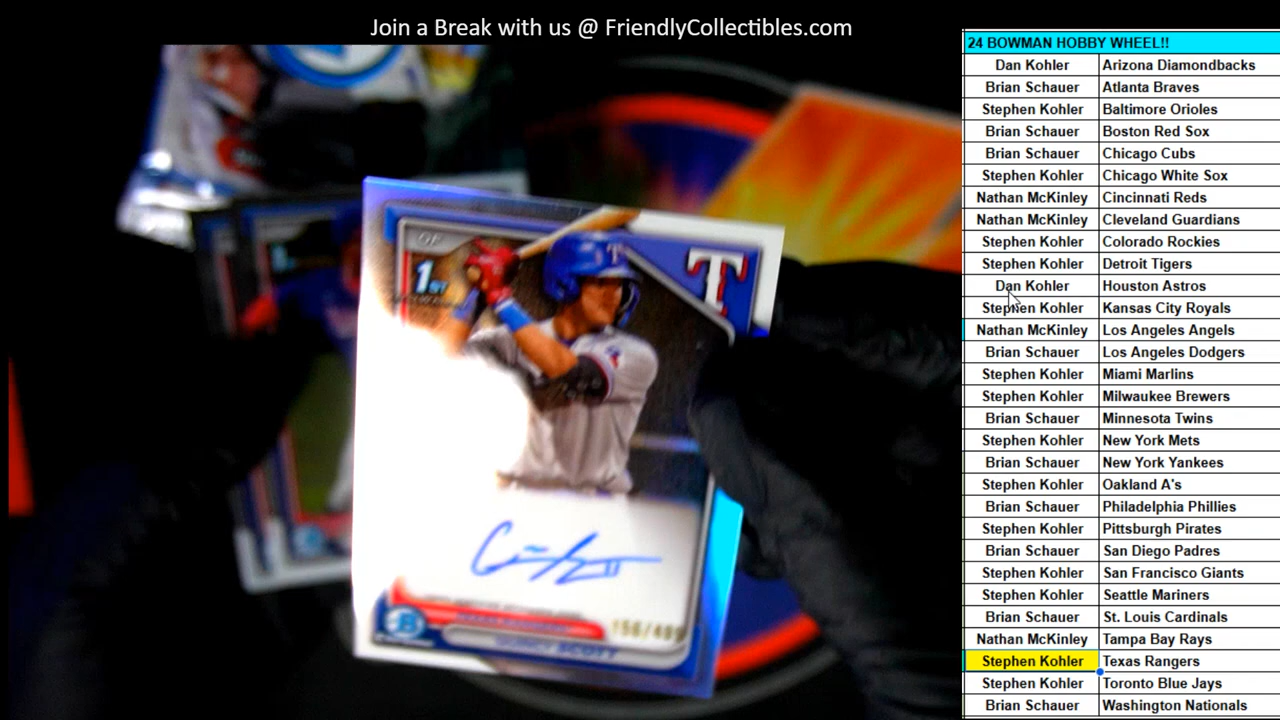 Join a Break with us @ FriendlyCollectibles.com
24 BOWMAN HOBBY WHEEL!!
Dan Kohler Arizona Diamondbacks
Brian Schauer Atlanta Braves
Stephen Kohler Baltimore Orioles
Brian Schauer Boston Red Sox
Brian Schauer Chicago Cubs
Stephen Kohler Chicago White Sox
Nathan McKinley Cincinnati Reds
Nathan McKinley Cleveland Guardians
Stephen Kohler Colorado Rockies
Stephen Kohler Detroit Tigers
Dan Kohler Houston Astros
Stephen Kohler Kansas City Royals
Nathan McKinley Los Angeles Angels
Brian Schauer Los Angeles Dodgers
Stephen Kohler Miami Marlins
Stephen Kohler Milwaukee Brewers
Brian Schauer Minnesota Twins
Stephen Kohler New York Mets
Brian Schauer New York Yankees
Stephen Kohler Oakland A's
Brian Schauer Philadelphia Phillies
Stephen Kohler Pittsburgh Pirates
Brian Schauer San Diego Padres
Stephen Kohler San Francisco Giants
Stephen Kohler Seattle Mariners
Brian Schauer St. Louis Cardinals
Nathan McKinley Tampa Bay Rays
Stephen Kohler Texas Rangers
Stephen Kohler Toronto Blue Jays
Brian Schauer Washington Nationals
OF
1ST
T
T
B
SCOTT